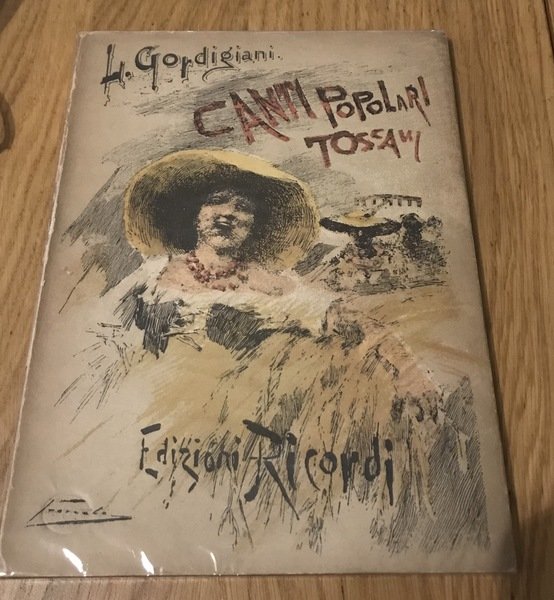 L. Gordigiani.
CANTI POPOLARI
TOSCANI
Edizioni Ricordi